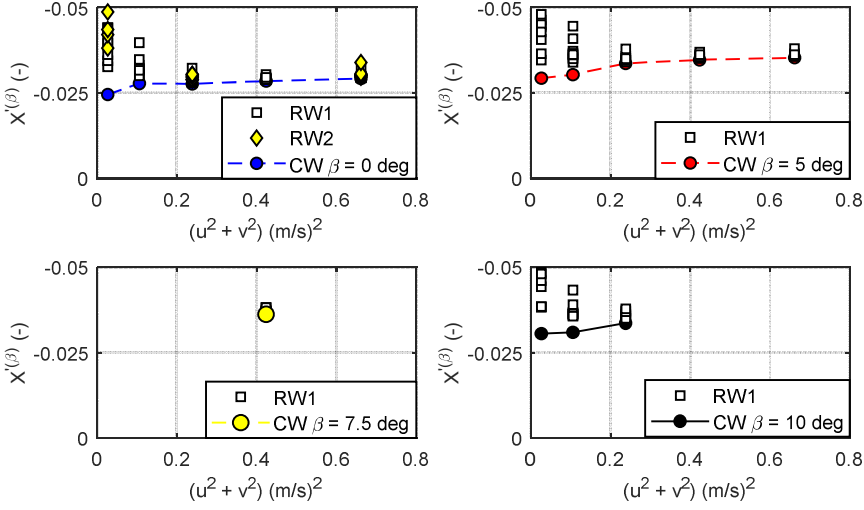 -0.05
-0.025
0
X'(β) (-)
RW1
RW2
CW β = 0 deg
0 0.2 0.4 0.6 0.8
(u² + v²) (m/s)²
-0.05
-0.025
0
X'(β) (-)
RW1
CW β = 5 deg
0 0.2 0.4 0.6 0.8
(u² + v²) (m/s)²
-0.05
-0.025
0
X'(β) (-)
RW1
CW β = 7.5 deg
0 0.2 0.4 0.6 0.8
(u² + v²) (m/s)²
-0.05
-0.025
0
X'(β) (-)
RW1
CW β = 10 deg
0 0.2 0.4 0.6 0.8
(u² + v²) (m/s)²